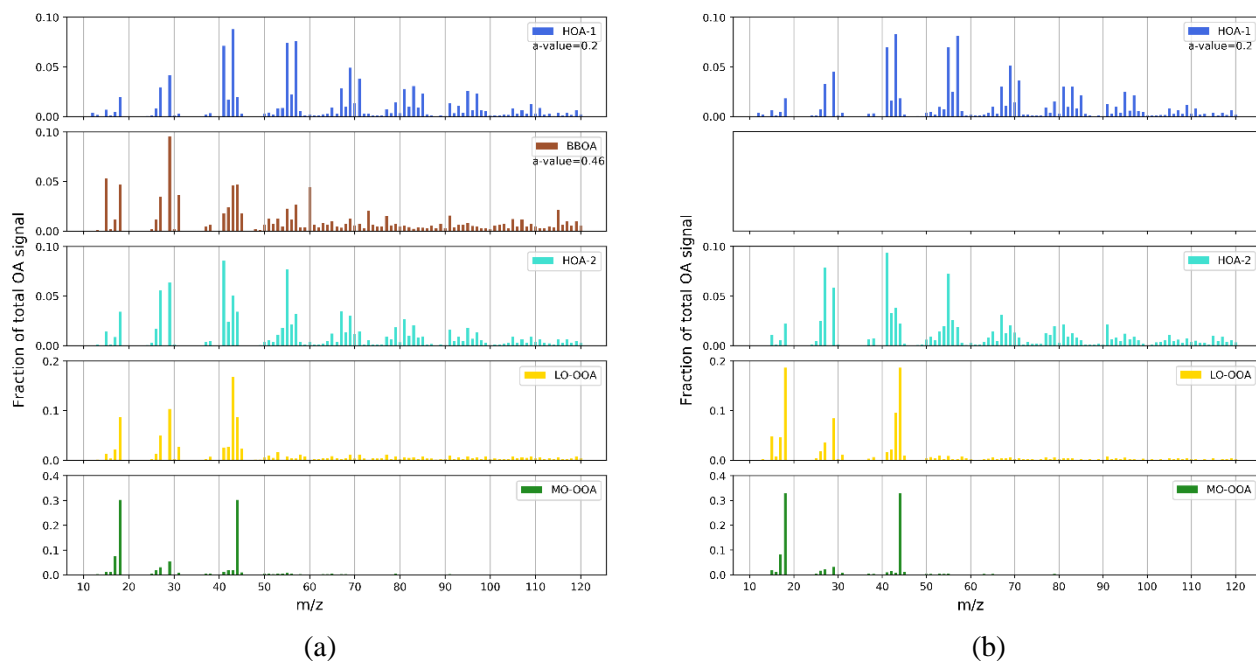 0.10
0.05
0.00
HOA-1
a-value=0.2
0.10
0.05
0.00
BBOA
a-value=0.46
0.10
0.05
0.00
HOA-2
0.2
0.1
0.0
LO-OOA
0.4
0.3
0.2
0.1
0.0
MO-OOA
10 20 30 40 50 60 70 80 90 100 110 120
m/z
Fraction of total OA signal
(a)
0.10
0.05
0.00
HOA-1
a-value=0.2
0.10
0.05
0.00
HOA-2
0.2
0.1
0.0
LO-OOA
0.4
0.3
0.2
0.1
0.0
MO-OOA
10 20 30 40 50 60 70 80 90 100 110 120
m/z
Fraction of total OA signal
(b)